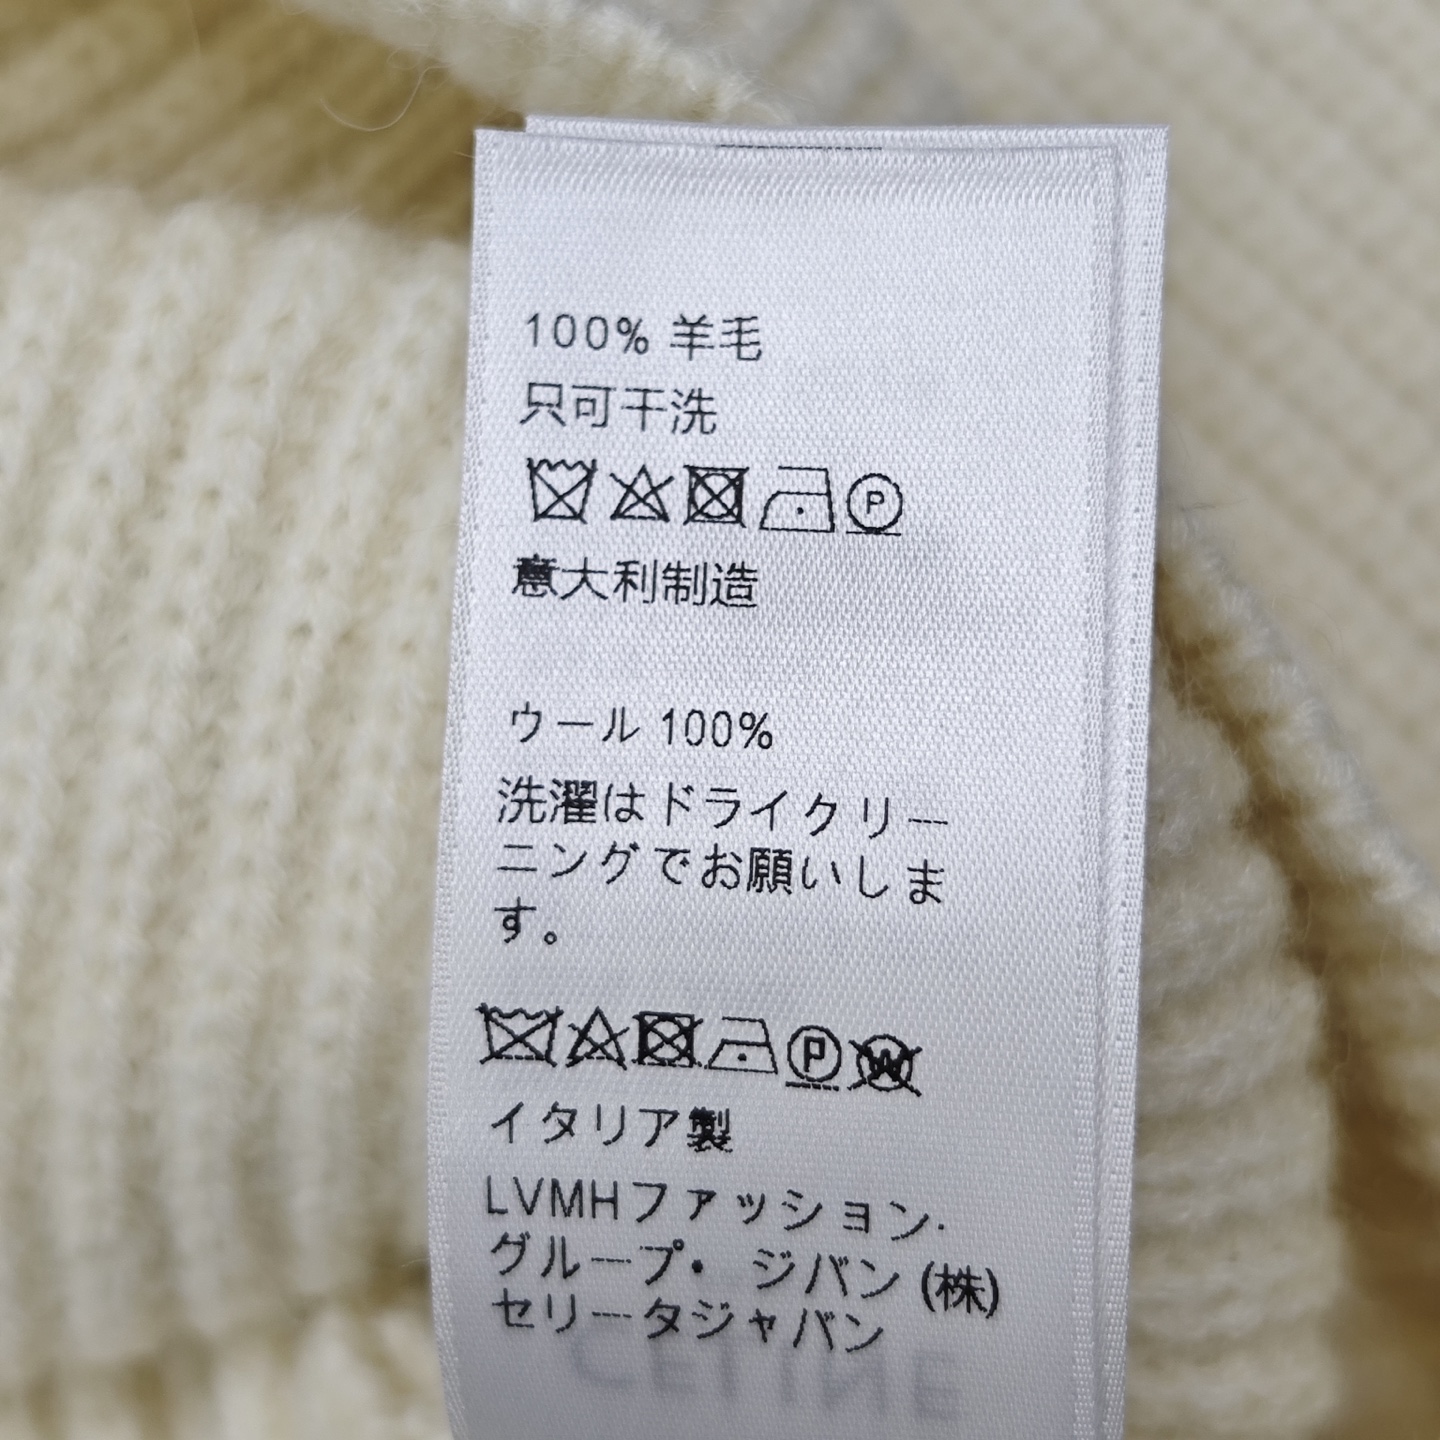 100% 羊毛
只可干洗
P
意大利制造
ウール 100%
洗濯はドライクリー
ニングでお願いしま
す。
P W
イタリア製
LVMHファッション・
グループ・ ジバン (株)
セリータジャバン
CELINE